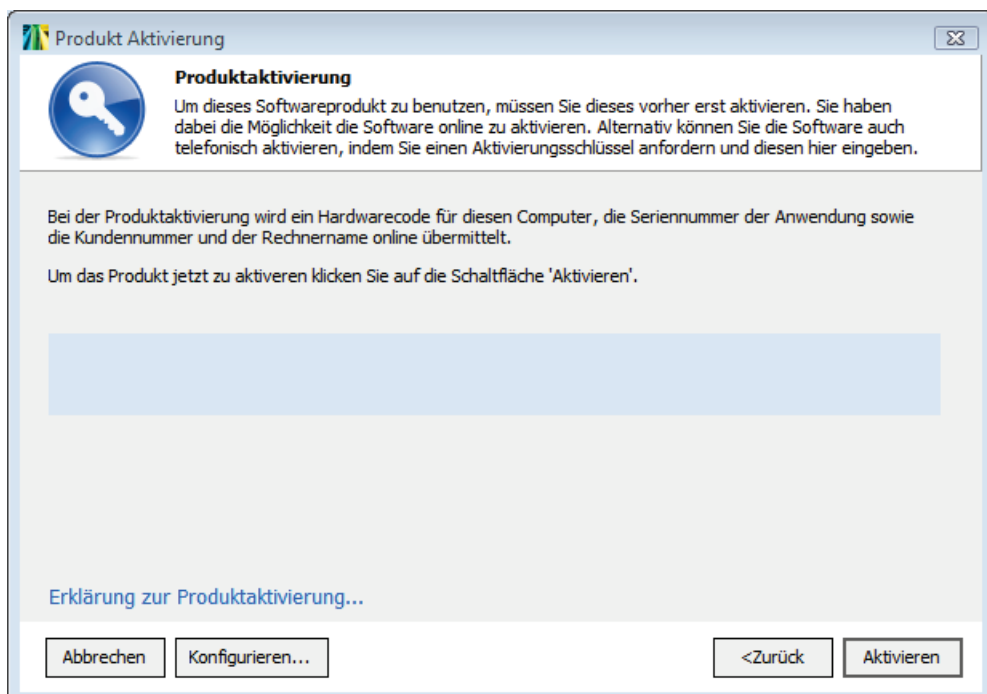 Produkt Aktivierung
Produktaktivierung
Um dieses Softwareprodukt zu benutzen, müssen Sie dieses vorher erst aktivieren. Sie haben
dabei die Möglichkeit die Software online zu aktivieren. Alternativ können Sie die Software auch
telefonisch aktivieren, indem Sie einen Aktivierungsschlüssel anfordern und diesen hier eingeben.
Bei der Produktaktivierung wird ein Hardwarecode für diesen Computer, die Seriennummer der Anwendung sowie
die Kundennummer und der Rechnername online übermittelt.
Um das Produkt jetzt zu aktiveren klicken Sie auf die Schaltfläche 'Aktivieren'.
Erklärung zur Produktaktivierung...
Abbrechen Konfigurieren... <Zurück Aktivieren